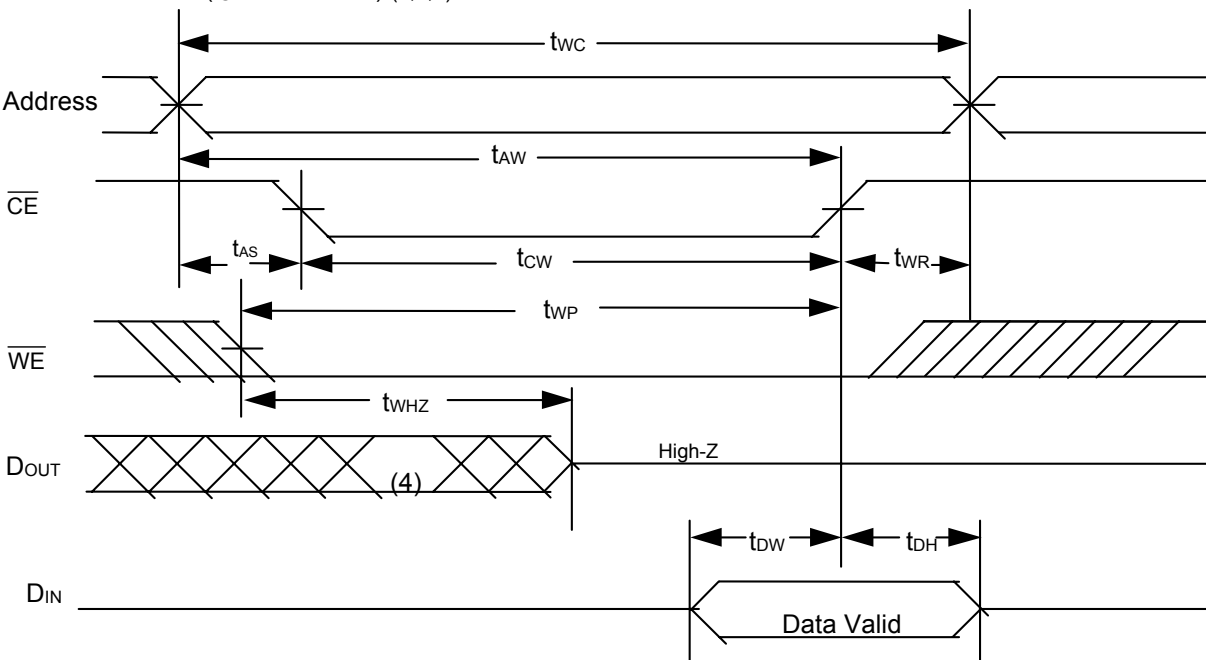 tWC
Address
tAW
CE
tAS
tCW
tWR
tWP
WE
tWHZ
DOUT
(4)
High-Z
tDW
tDH
DIN
Data Valid